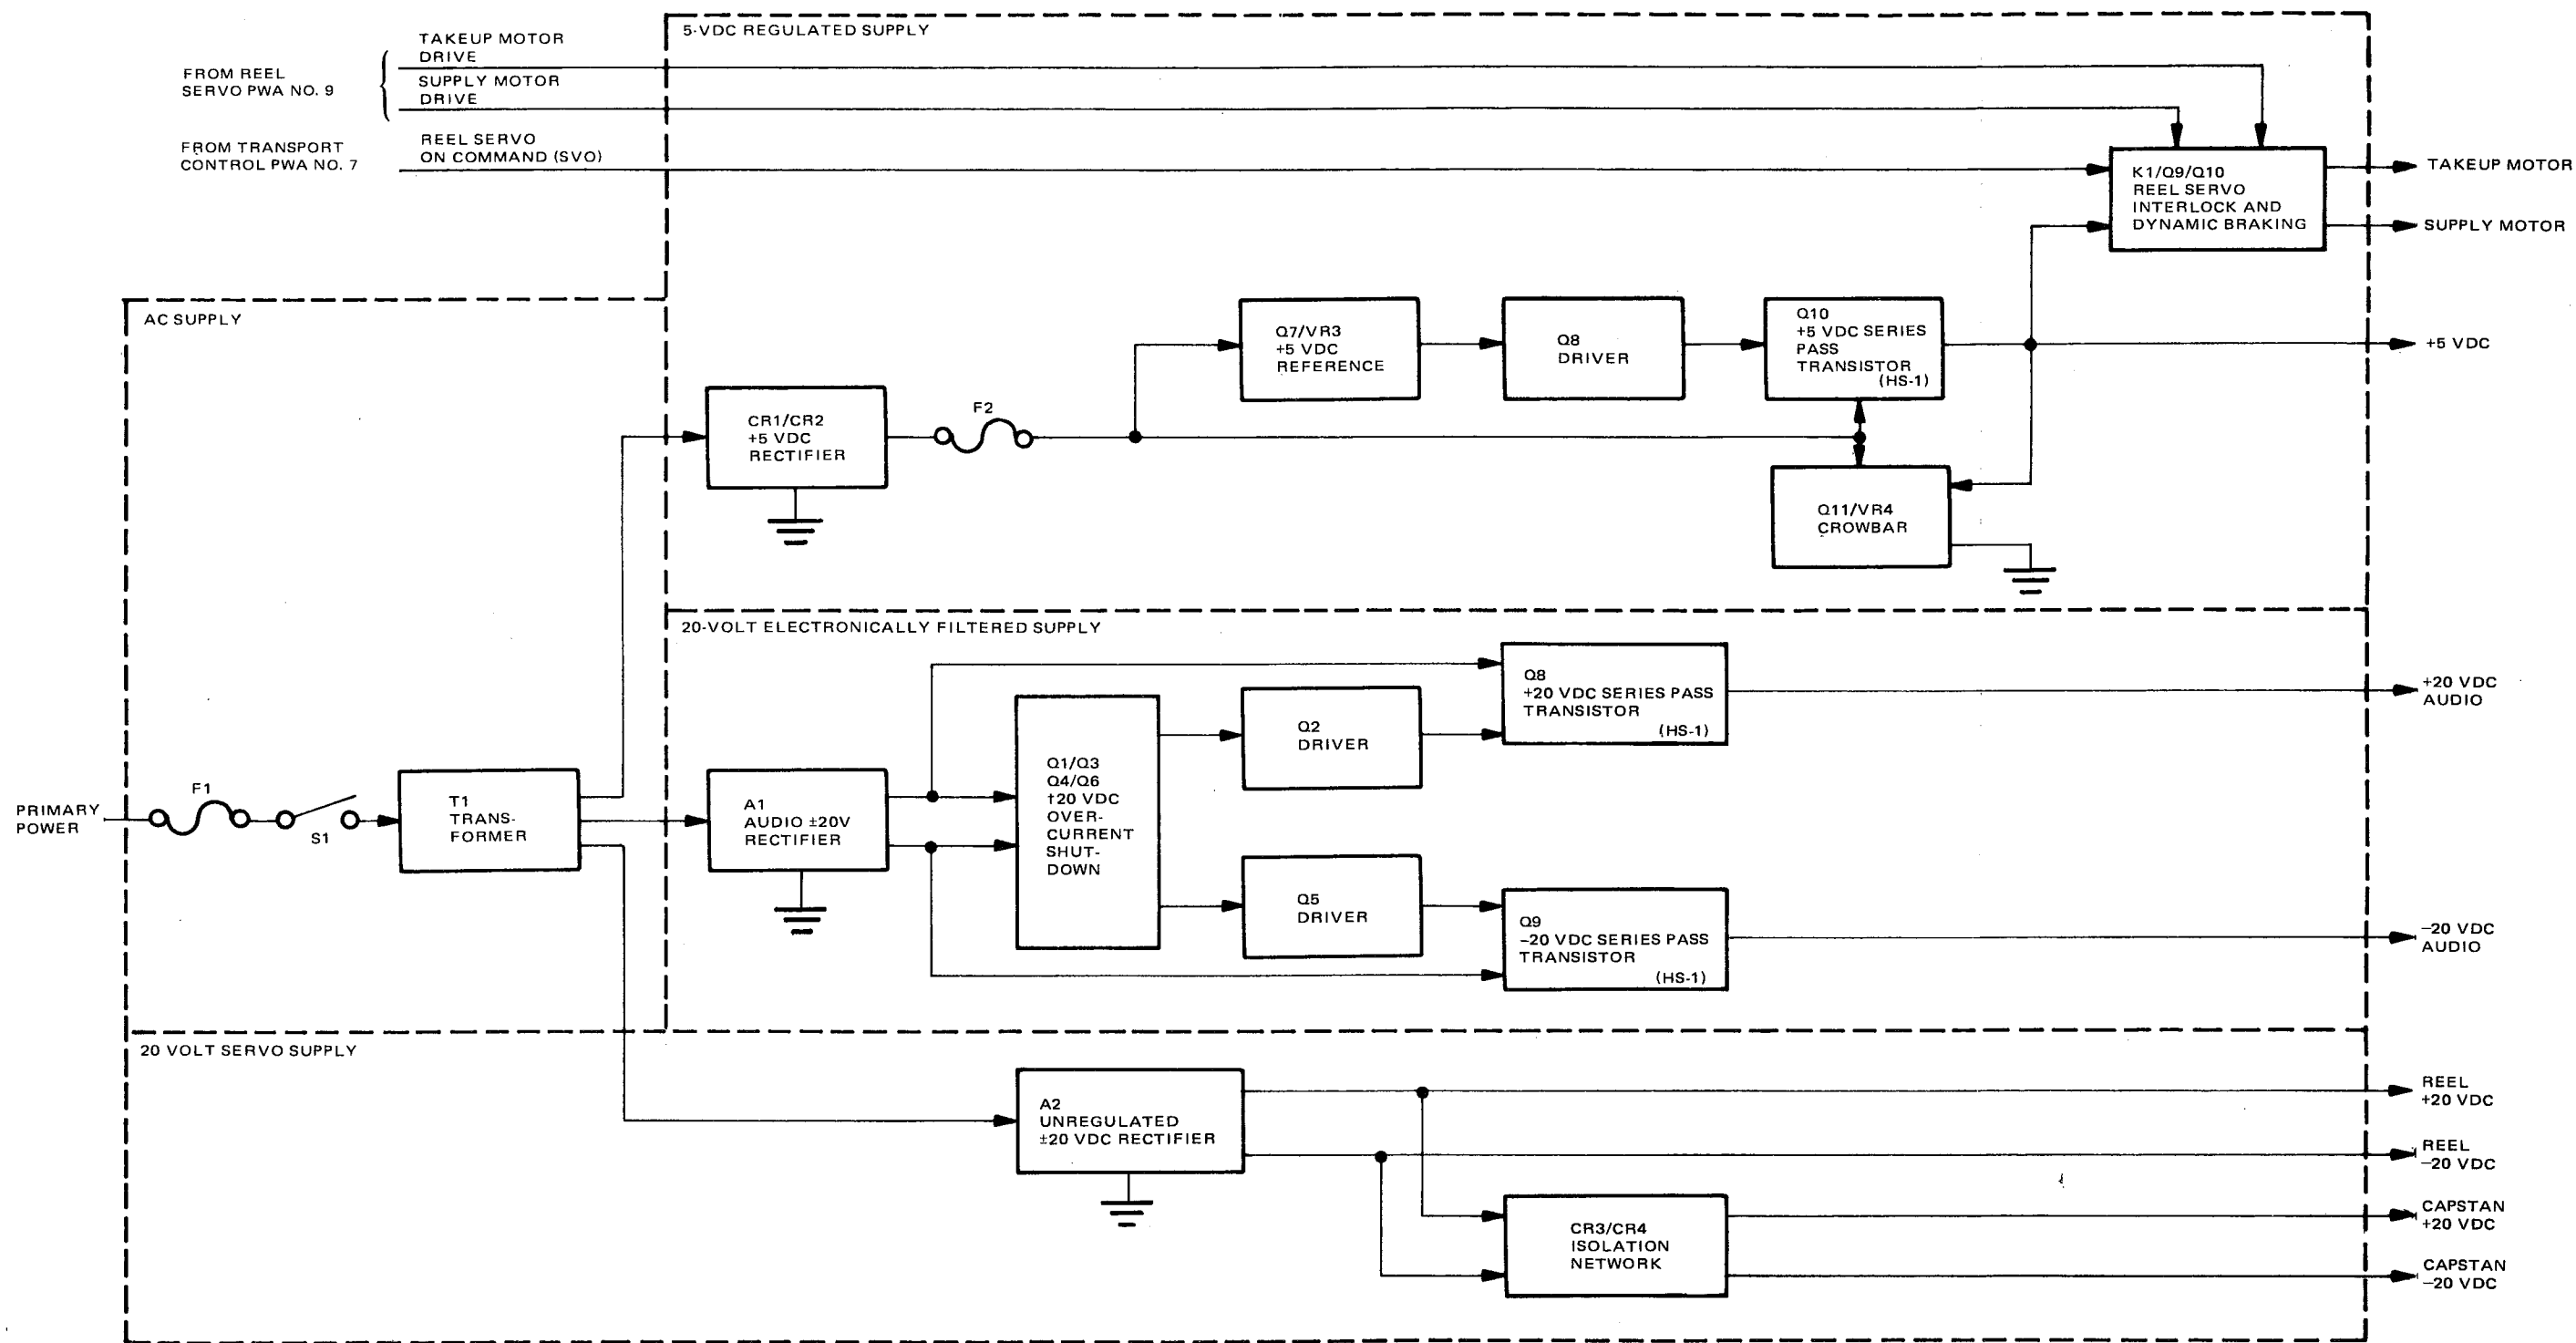 5-VDC REGULATED SUPPLY
TAKEUP MOTOR
DRIVE
SUPPLY MOTOR
DRIVE
FROM REEL
SERVO PWA NO. 9
REEL SERVO
ON COMMAND (SVO)
FROM TRANSPORT
CONTROL PWA NO. 7
K1/Q9/Q10
REEL SERVO
INTERLOCK AND
DYNAMIC BRAKING
TAKEUP MOTOR
SUPPLY MOTOR
AC SUPPLY
CR1/CR2
+5 VDC
RECTIFIER
F2
Q7/VR3
+5 VDC
REFERENCE
Q8
DRIVER
Q10
+5 VDC SERIES
PASS
TRANSISTOR
(HS-1)
+5 VDC
Q11/VR4
CROWBAR
20-VOLT ELECTRONICALLY FILTERED SUPPLY
PRIMARY
POWER
F1
S1
T1
TRANS-
FORMER
A1
AUDIO ±20V
RECTIFIER
Q1/Q3
Q4/Q6
†20 VDC
OVER-
CURRENT
SHUT-
DOWN
Q2
DRIVER
Q5
DRIVER
Q8
+20 VDC SERIES PASS
TRANSISTOR
(HS-1)
+20 VDC
AUDIO
Q9
−20 VDC SERIES PASS
TRANSISTOR
(HS-1)
−20 VDC
AUDIO
20 VOLT SERVO SUPPLY
A2
UNREGULATED
±20 VDC RECTIFIER
CR3/CR4
ISOLATION
NETWORK
REEL
+20 VDC
REEL
−20 VDC
CAPSTAN
+20 VDC
CAPSTAN
−20 VDC